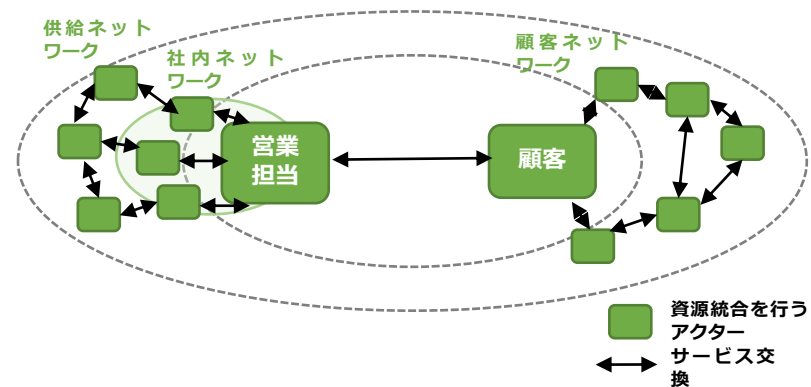 供給ネット
ワーク
社内ネット
ワーク
顧客ネット
ワーク
営業
担当
顧客
資源統合を行う
アクター
サービス交
換